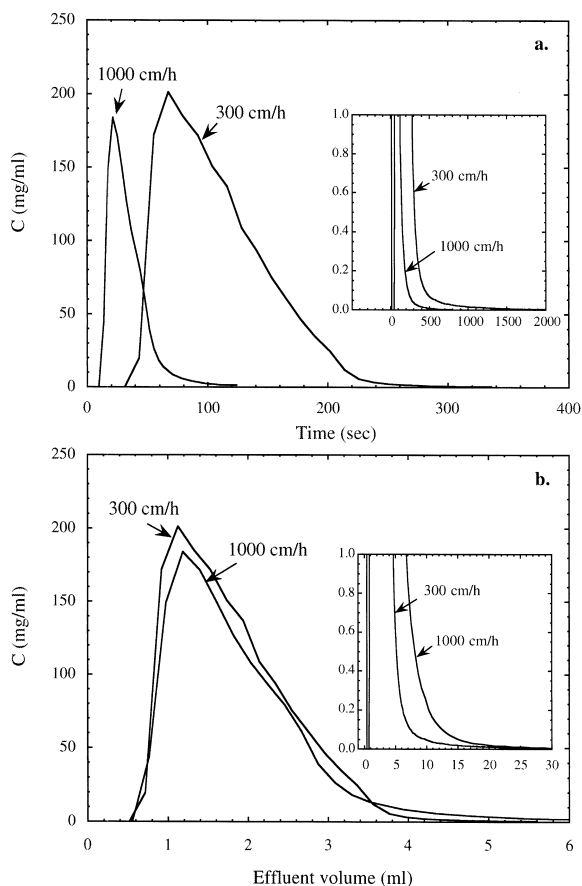 250
a.
1000 cm/h
200
300 cm/h
150
C (mg/ml)
100
50
0
0 100 200 300 400
Time (sec)
1.0
0.8
300 cm/h
0.6
0.4
1000 cm/h
0.2
0.0
0 500 1000 1500 2000
250
b.
300 cm/h
200
1000 cm/h
150
C (mg/ml)
100
50
0
0 1 2 3 4 5 6
Effluent volume (ml)
1.0
0.8
300 cm/h
0.6
1000 cm/h
0.4
0.2
0.0
0 5 10 15 20 25 30